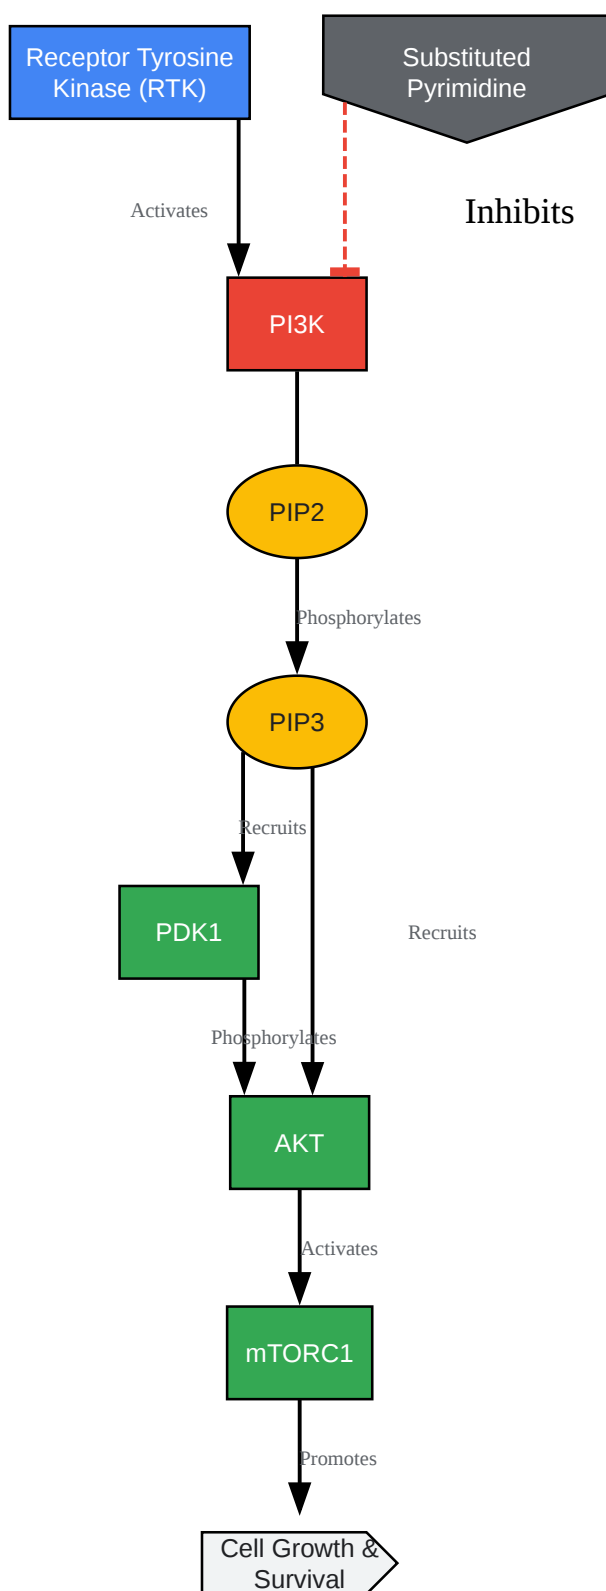 Receptor Tyrosine
Kinase (RTK)
Substituted
Pyrimidine
Activates
Inhibits
PI3K
PIP2
Phosphorylates
PIP3
Recruits
PDK1
Recruits
Phosphorylates
AKT
Activates
mTORC1
Promotes
Cell Growth &
Survival